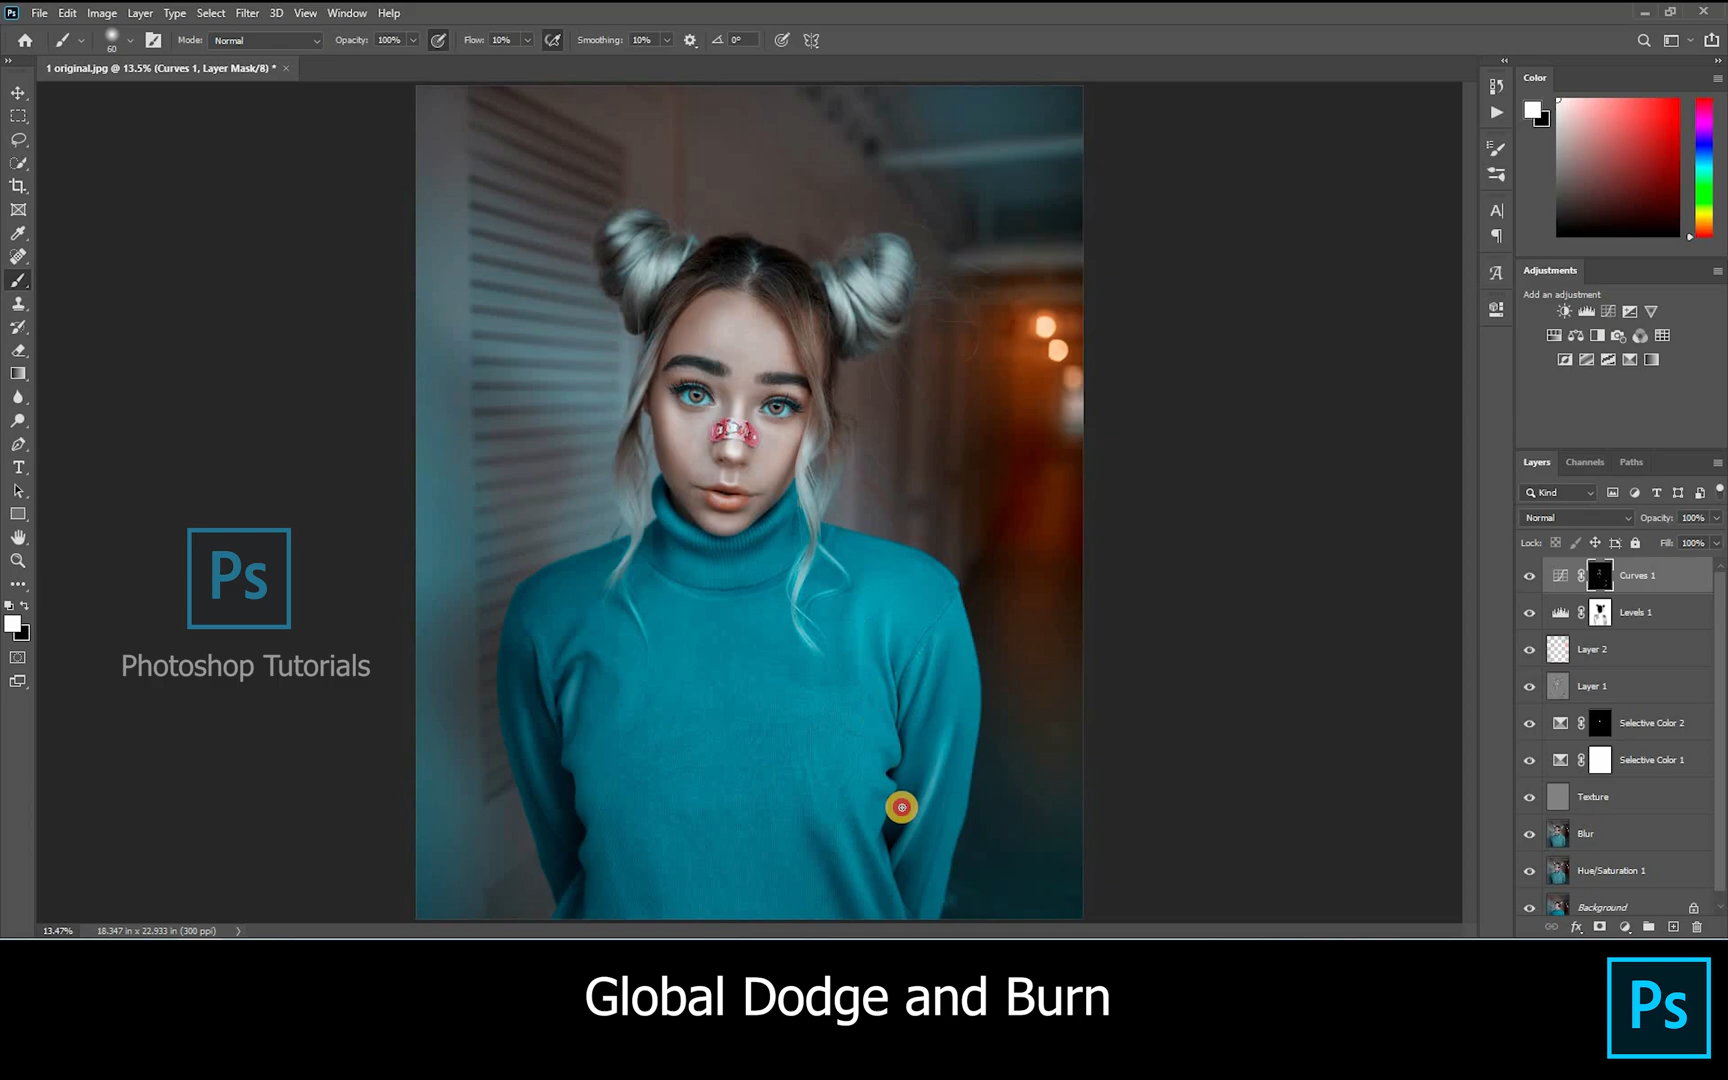 Ps File Edit Image Layer Type Select Filter 3D View Window Help
60 Mode: Normal Opacity: 100% Flow: 10% Smoothing: 10% 0°
1 original.jpg @ 13.5% (Curves 1, Layer Mask/8) *
Color
Adjustments
Add an adjustment
Layers Channels Paths
Kind
Normal Opacity: 100%
Lock: Fill: 100%
Curves 1
Levels 1
Layer 2
Layer 1
Selective Color 2
Selective Color 1
Texture
Blur
Hue/Saturation 1
Background
Ps
Photoshop Tutorials
13.47% 18.347 in x 22.933 in (300 ppi)
Global Dodge and Burn
Ps